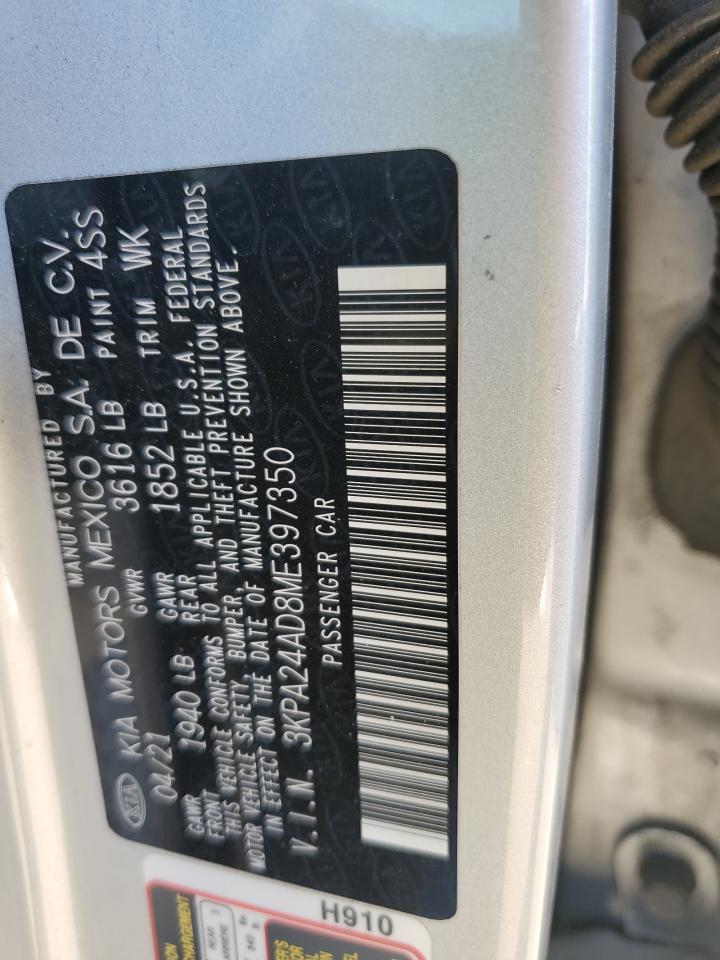 MANUFACTURED BY
KIA KIA MOTORS MEXICO S.A. DE C.V.
04/21 GVWR 3616 LB PAINT 4SS
GAWR FRONT 1940 LB GAWR REAR 1852 LB TRIM WK
THIS VEHICLE CONFORMS TO ALL APPLICABLE U.S.A. FEDERAL
MOTOR VEHICLE SAFETY, BUMPER, AND THEFT PREVENTION STANDARDS
IN EFFECT ON THE DATE OF MANUFACTURE SHOWN ABOVE.
V.I.N. 3KPA24AD8ME397350
PASSENGER CAR
H910